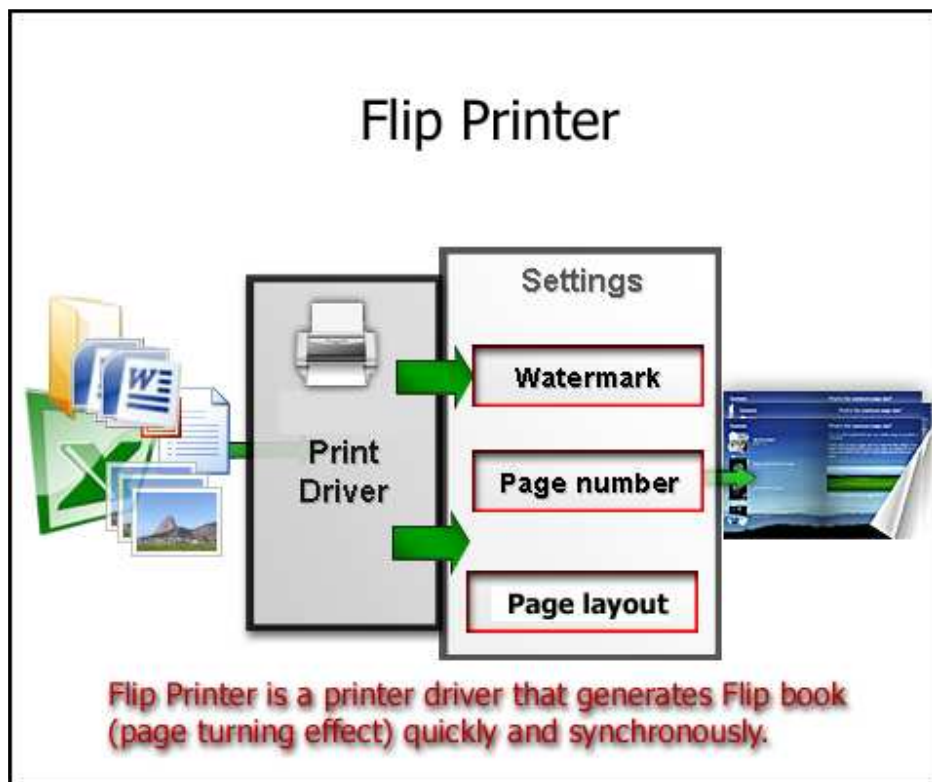 Flip Printer
Settings
Watermark
Print
Driver
Page number
Page layout
Flip Printer is a printer driver that generates Flip book
(page turning effect) quickly and synchronously.